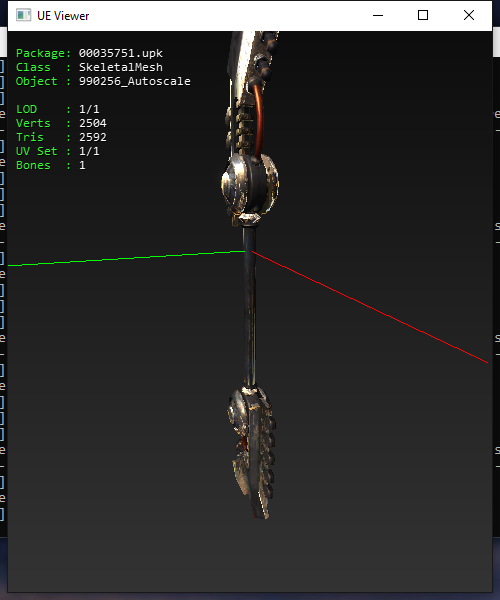 UE Viewer
Package: 00035751.upk
Class  : SkeletalMesh
Object : 990256_Autoscale
LOD    : 1/1
Verts  : 2504
Tris   : 2592
UV Set : 1/1
Bones  : 1